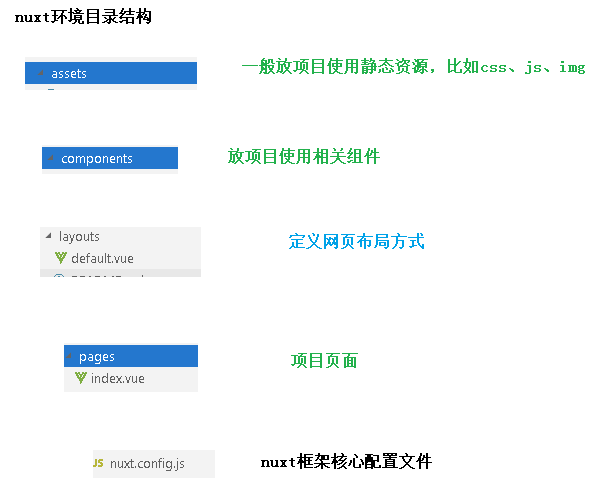 nuxt环境目录结构
assets
一般放项目使用静态资源，比如css、js、img
components
放项目使用相关组件
layouts
定义网页布局方式
default.vue
pages
项目页面
index.vue
JS nuxt.config.js
nuxt框架核心配置文件